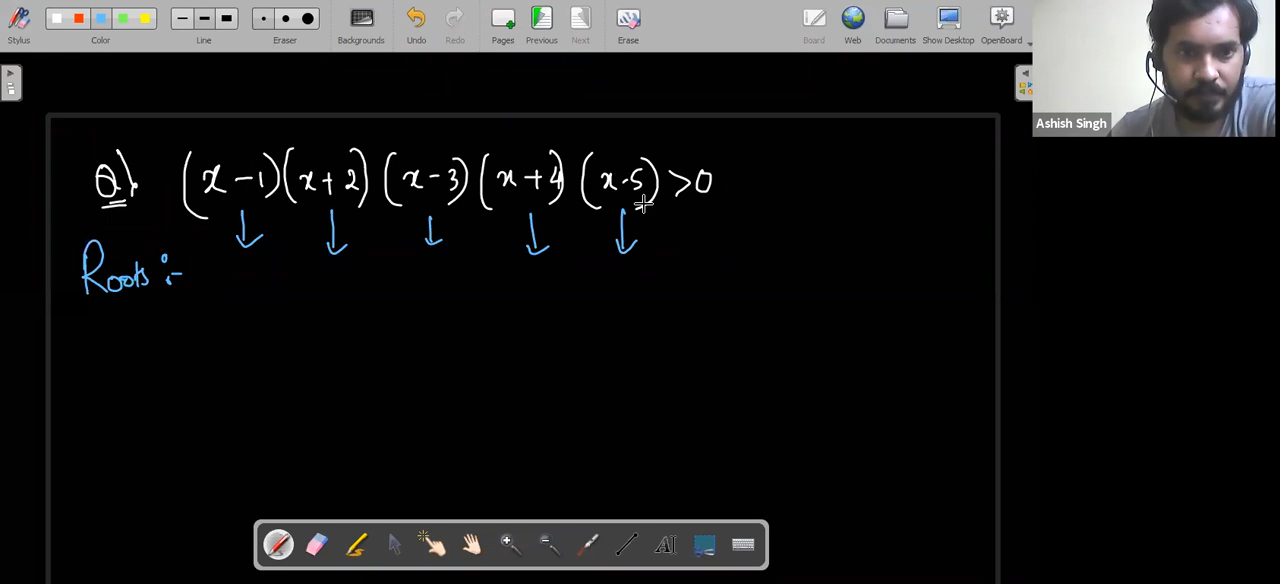 Stylus Color Line Eraser Backgrounds Undo Redo Pages Previous Next Erase Board Web Documents Show Desktop OpenBoard
Ashish Singh
Q). (x-1)(x+2)(x-3)(x+4)(x-5)>0
↓ ↓ ↓ ↓ ↓
Roots :-
AI